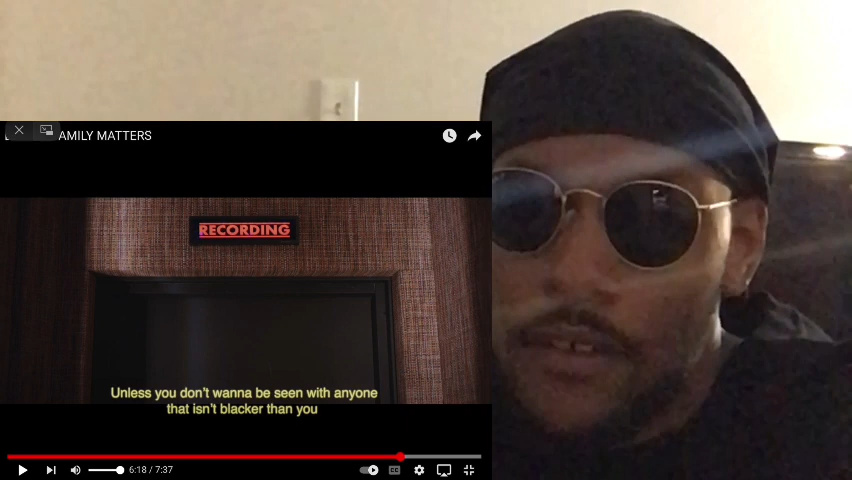 AMILY MATTERS
RECORDING
Unless you don't wanna be seen with anyone
that isn't blacker than you
6:18 / 7:37